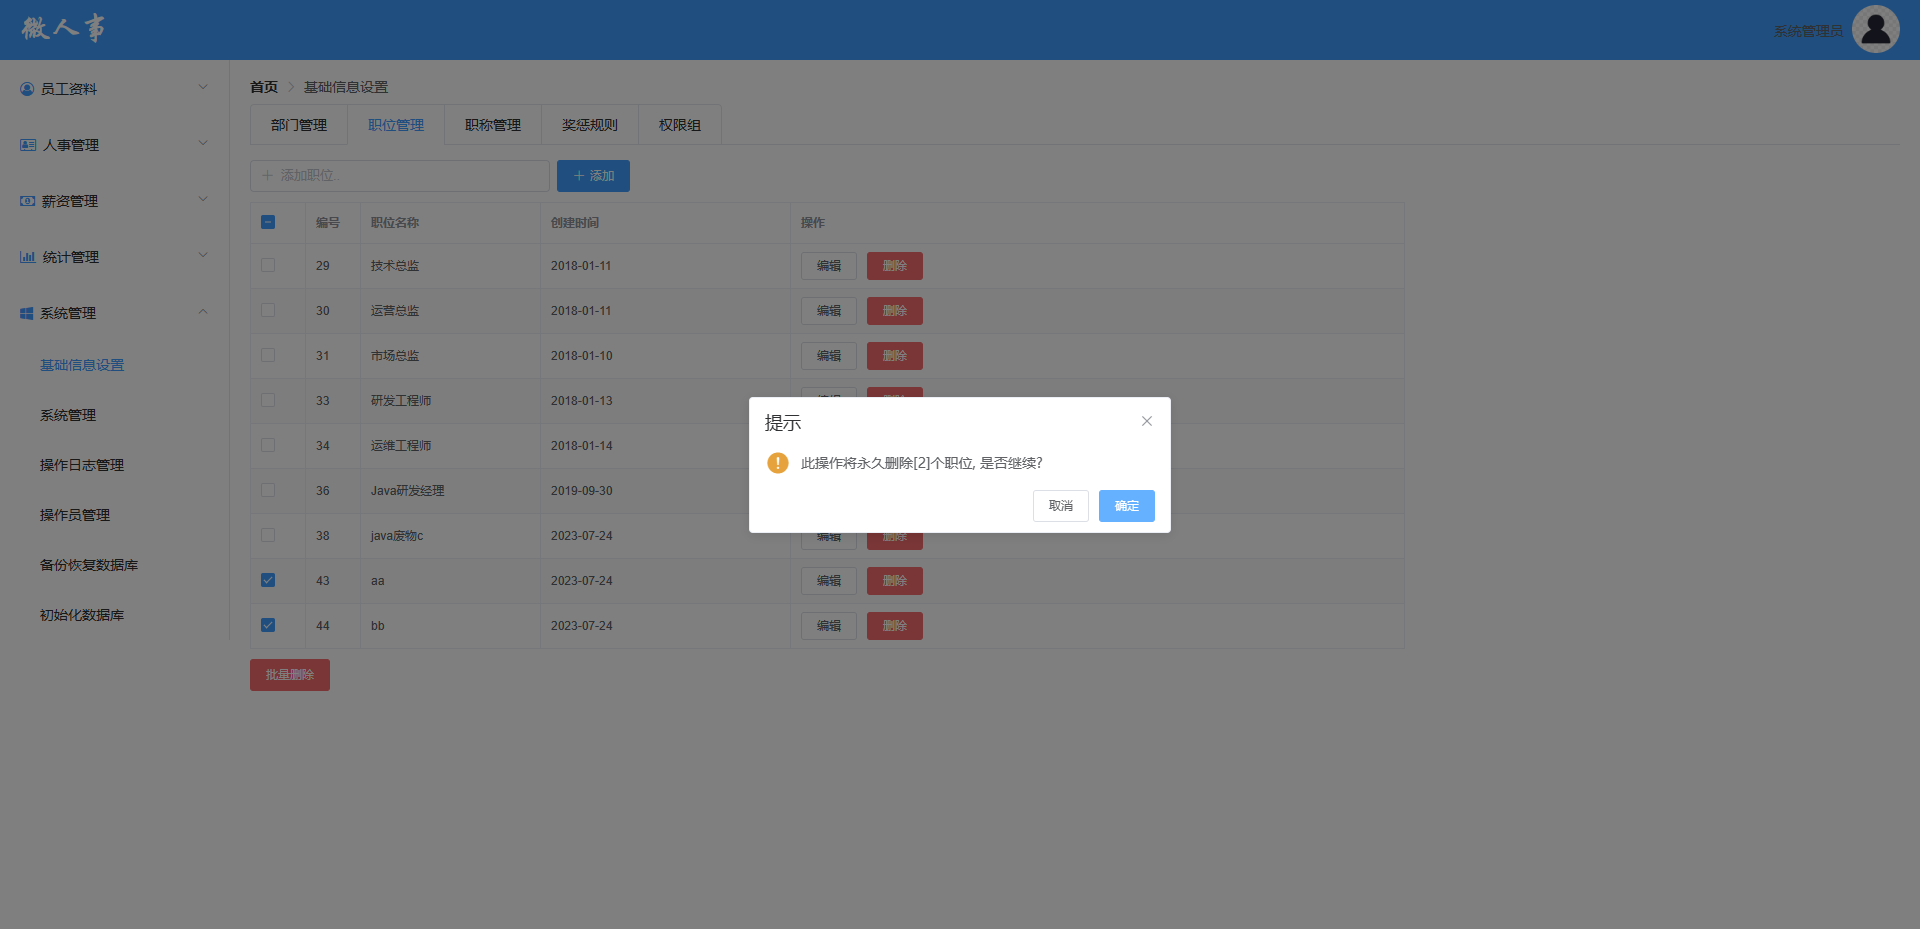 微人事
系统管理员
员工资料
人事管理
薪资管理
统计管理
系统管理
基础信息设置
系统管理
操作日志管理
操作员管理
备份恢复数据库
初始化数据库
首页 基础信息设置
部门管理 职位管理 职称管理 奖惩规则 权限组
添加职位.. 添加
编号 职位名称 创建时间 操作
29 技术总监 2018-01-11 编辑 删除
30 运营总监 2018-01-11 编辑 删除
31 市场总监 2018-01-10 编辑 删除
33 研发工程师 2018-01-13
34 运维工程师 2018-01-14
36 Java研发经理 2019-09-30
38 java废物c 2023-07-24 编辑 删除
43 aa 2023-07-24 编辑 删除
44 bb 2023-07-24 编辑 删除
批量删除
提示
此操作将永久删除[2]个职位, 是否继续?
取消 确定